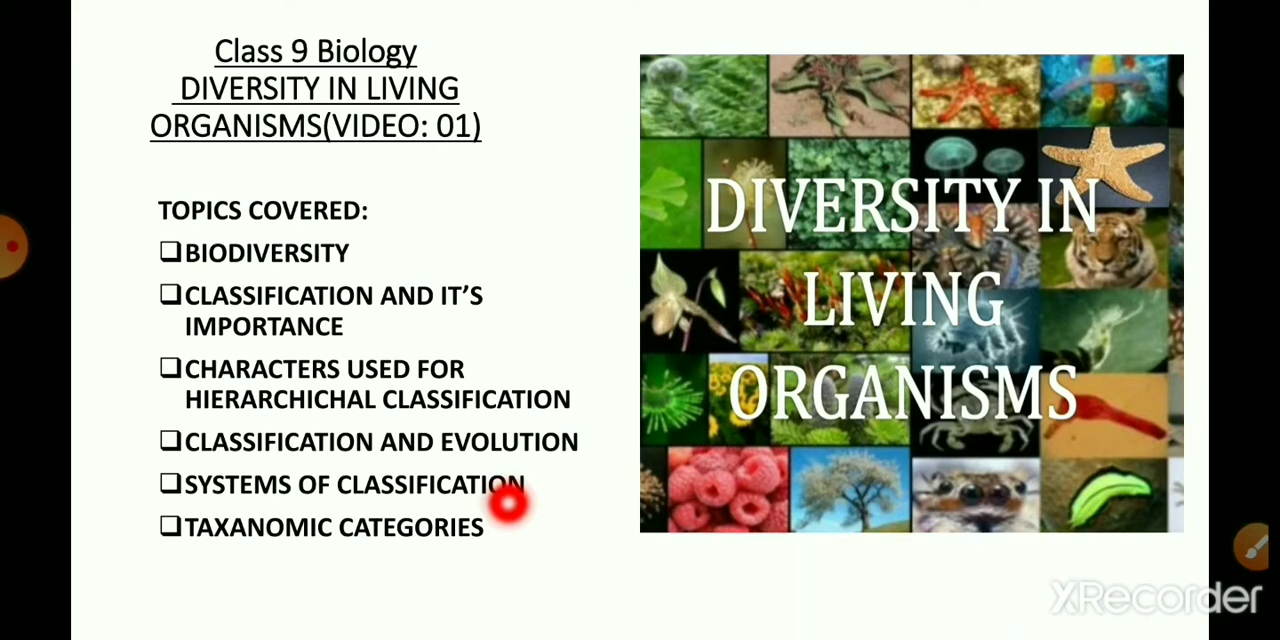 Class 9 Biology
DIVERSITY IN LIVING
ORGANISMS(VIDEO: 01)
TOPICS COVERED:
❑BIODIVERSITY
❑CLASSIFICATION AND IT’S
IMPORTANCE
❑CHARACTERS USED FOR
HIERARCHICHAL CLASSIFICATION
❑CLASSIFICATION AND EVOLUTION
❑SYSTEMS OF CLASSIFICATION
❑TAXANOMIC CATEGORIES
DIVERSITY IN
LIVING
ORGANISMS
XRecorder